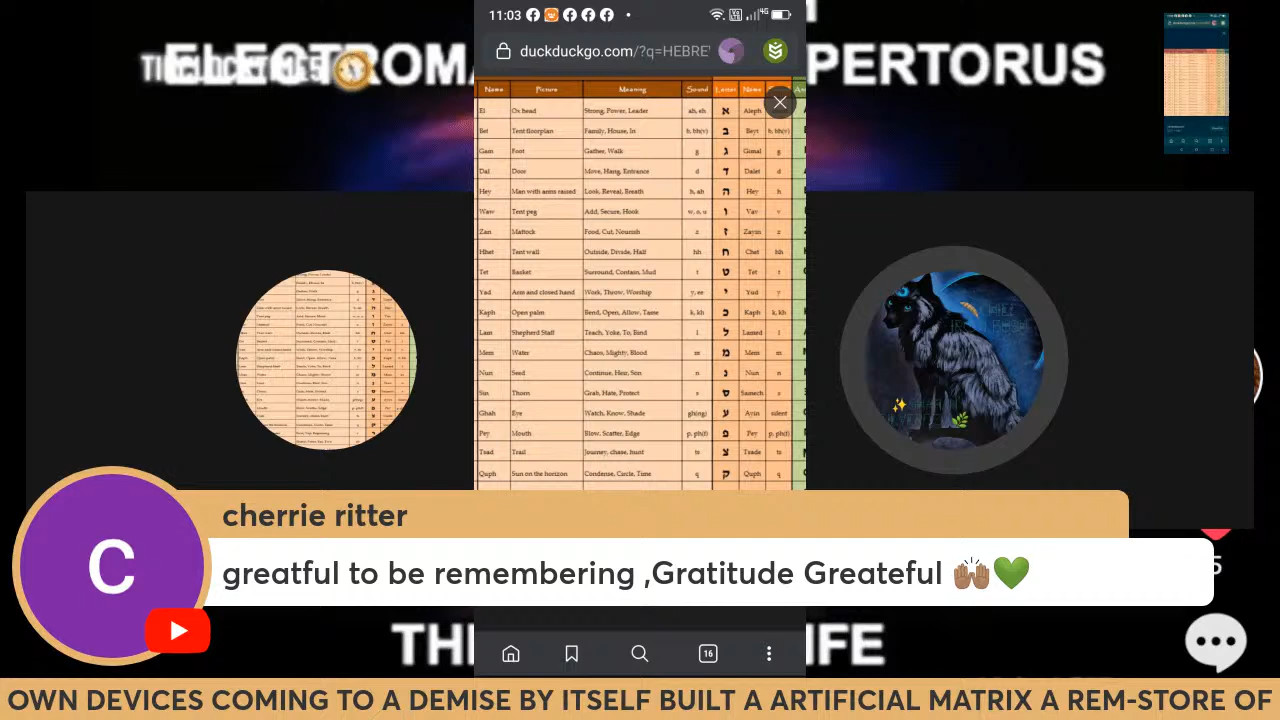 11:03
4G
duckduckgo.com/?q=HEBRE
ELECTROMA
PERTORUS
Name Picture Meaning Sound Letter Name
El Ox head Strong, Power, Leader ah, eh א Aleph
Bet Tent floorplan Family, House, In b, bh(v) ב Beyt b, bh(v)
Gam Foot Gather, Walk g ג Gimal g
Dal Door Move, Hang, Entrance d ד Dalet d
Hey Man with arms raised Look, Reveal, Breath h, ah ה Hey h
Waw Tent peg Add, Secure, Hook w, o, u ו Vav v
Zan Mattock Food, Cut, Nourish z ז Zayin z
Hhet Tent wall Outside, Divide, Half hh ח Chet hh
Tet Basket Surround, Contain, Mud t ט Tet t
Yad Arm and closed hand Work, Throw, Worship y, ee י Yud y
Kaph Open palm Bend, Open, Allow, Tame k, kh כ Kaph k, kh
Lam Shepherd Staff Teach, Yoke, To, Bind l ל Lamed l
Mem Water Chaos, Mighty, Blood m מ Mem m
Nun Seed Continue, Heir, Son n נ Nun n
Sin Thorn Grab, Hate, Protect s ס Samech s
Ghah Eye Watch, Know, Shade gh(ng) ע Ayin silent
Pey Mouth Blow, Scatter, Edge p, ph(f) פ Pey p, ph(f)
Tsad Trail Journey, chase, hunt ts צ Tsade ts
Quph Sun on the horizon Condense, Circle, Time q ק Quph q
C
cherrie ritter
greatful to be remembering ,Gratitude Greateful 🙌🏽💚
5
TH
IFE
16
OWN DEVICES COMING TO A DEMISE BY ITSELF BUILT A ARTIFICIAL MATRIX A REM-STORE OF